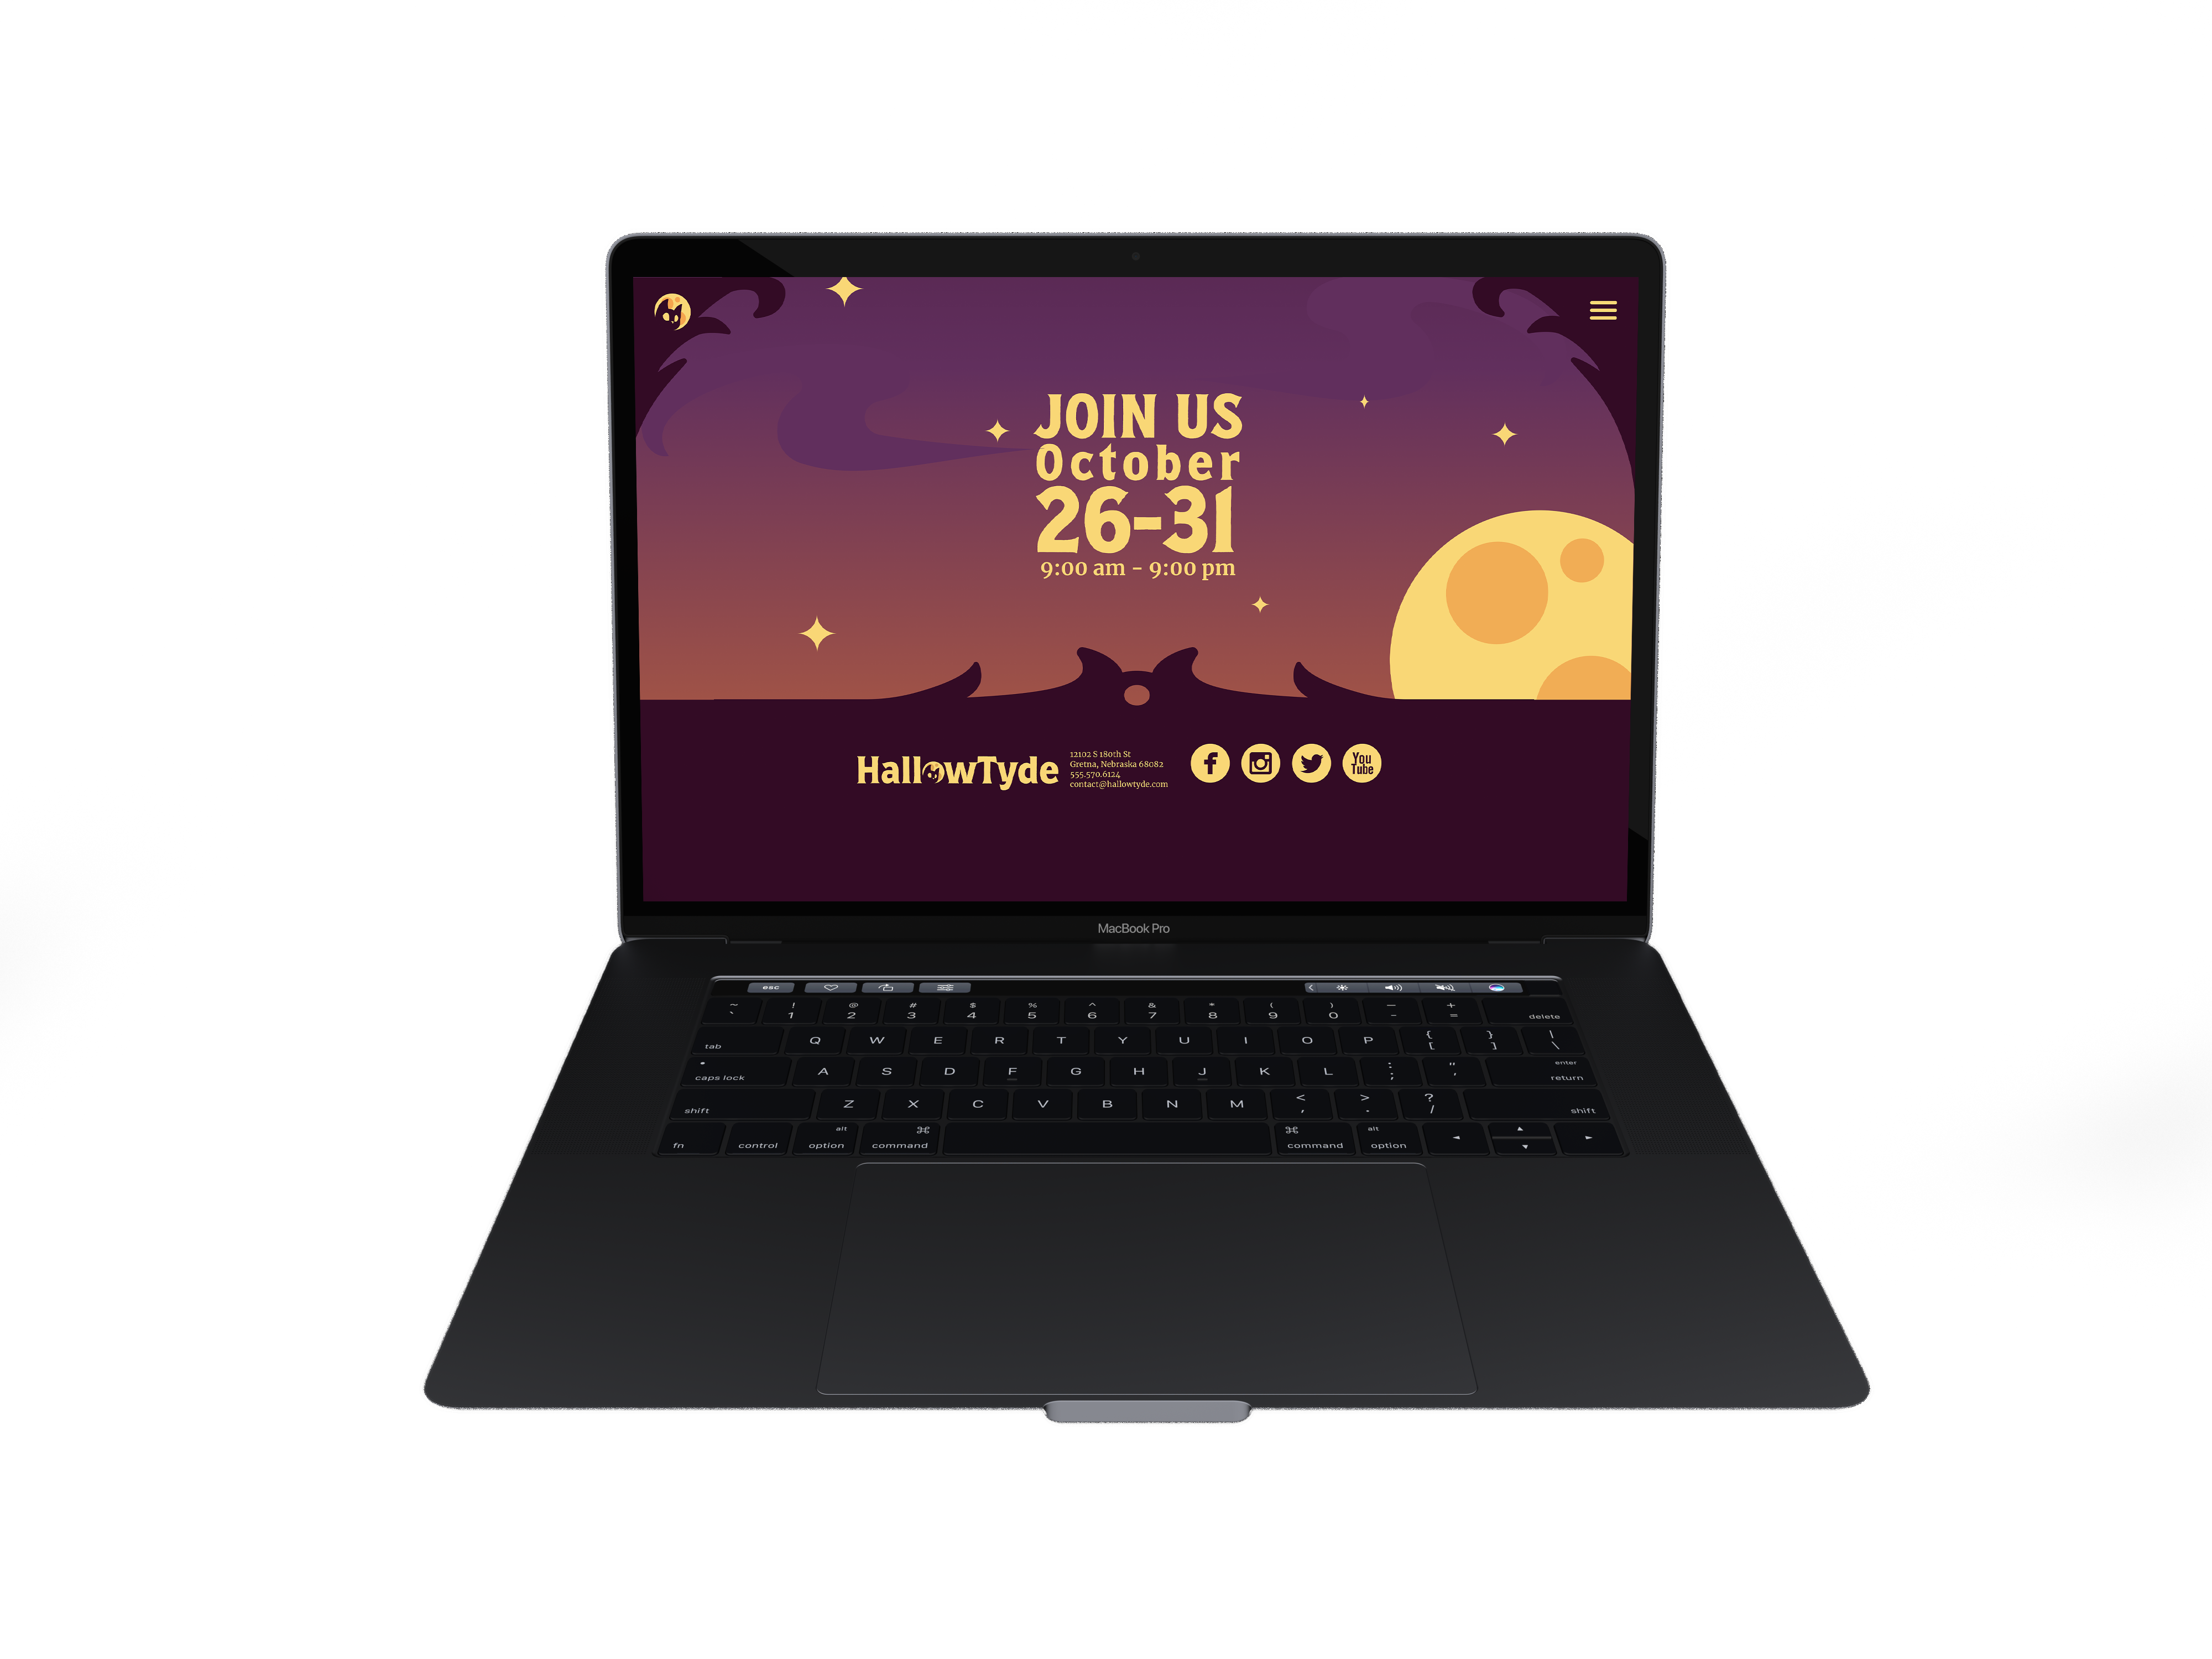 JOIN US
October
26-31
9:00 am - 9:00 pm
HallowTyde
12102 S 180th St
Gretna, Nebraska 68082
555.570.6124
contact@hallowtyde.com
f
You
Tube
MacBook Pro
esc
~ ! @ # $ % ^ & * ( ) — +
` 1 2 3 4 5 6 7 8 9 0 - = delete
tab Q W E R T Y U I O P { [ } ] | \
caps lock A S D F G H J K L : ; " ' enter return
shift Z X C V B N M < , > . ? / shift
fn control alt option ⌘ command ⌘ command alt option